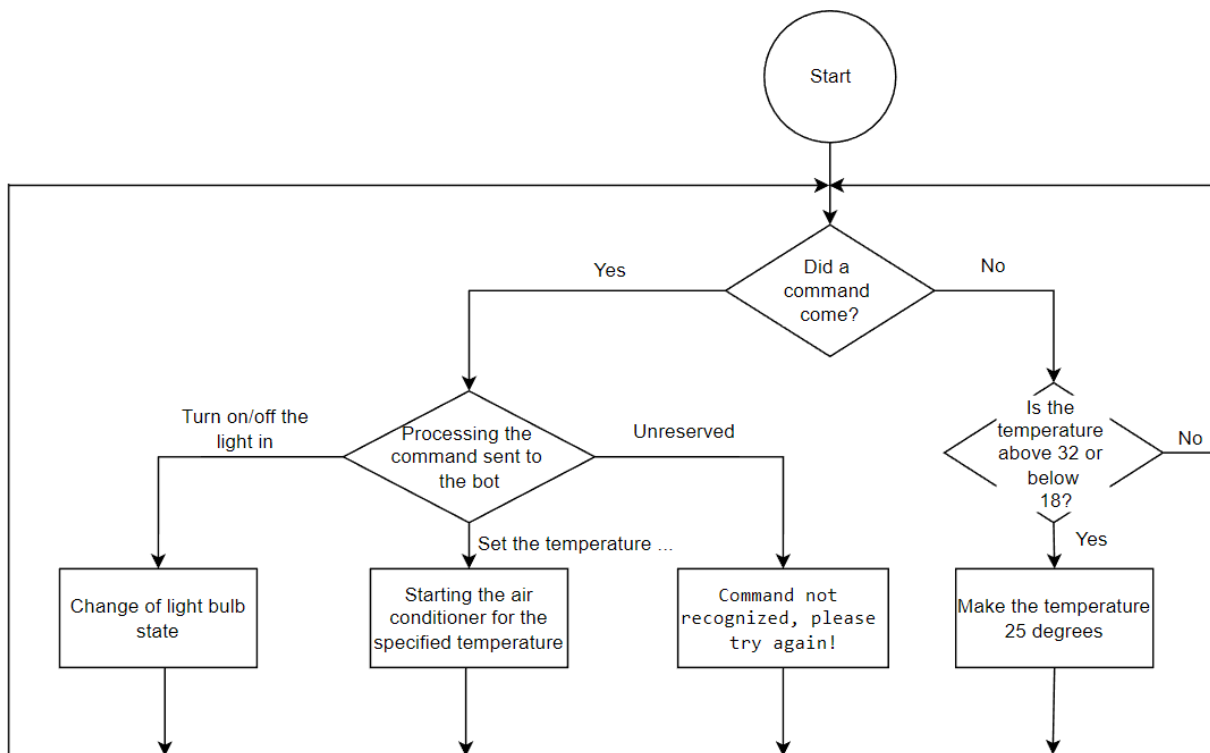 Start
Did a
command
come?
Yes
No
Turn on/off the
light in
Processing the
command sent to
the bot
Unreserved
Set the temperature ...
Is the
temperature
above 32 or
below
18?
No
Yes
Change of light bulb
state
Starting the air
conditioner for the
specified temperature
Command not
recognized, please
try again!
Make the temperature
25 degrees